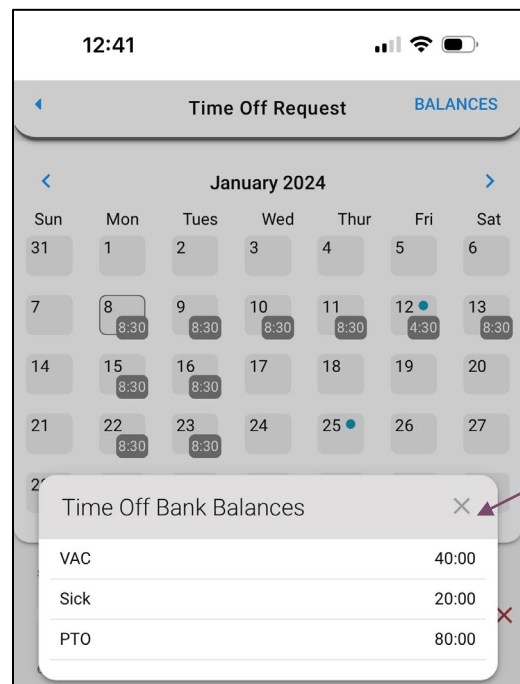 12:41
Time Off Request BALANCES
January 2024
Sun Mon Tues Wed Thur Fri Sat
31 1 2 3 4 5 6
7 8 9 10 11 12 13
8:30 8:30 8:30 8:30 4:30 8:30
14 15 16 17 18 19 20
8:30 8:30
21 22 23 24 25 26 27
8:30 8:30
Time Off Bank Balances
VAC 40:00
Sick 20:00
PTO 80:00